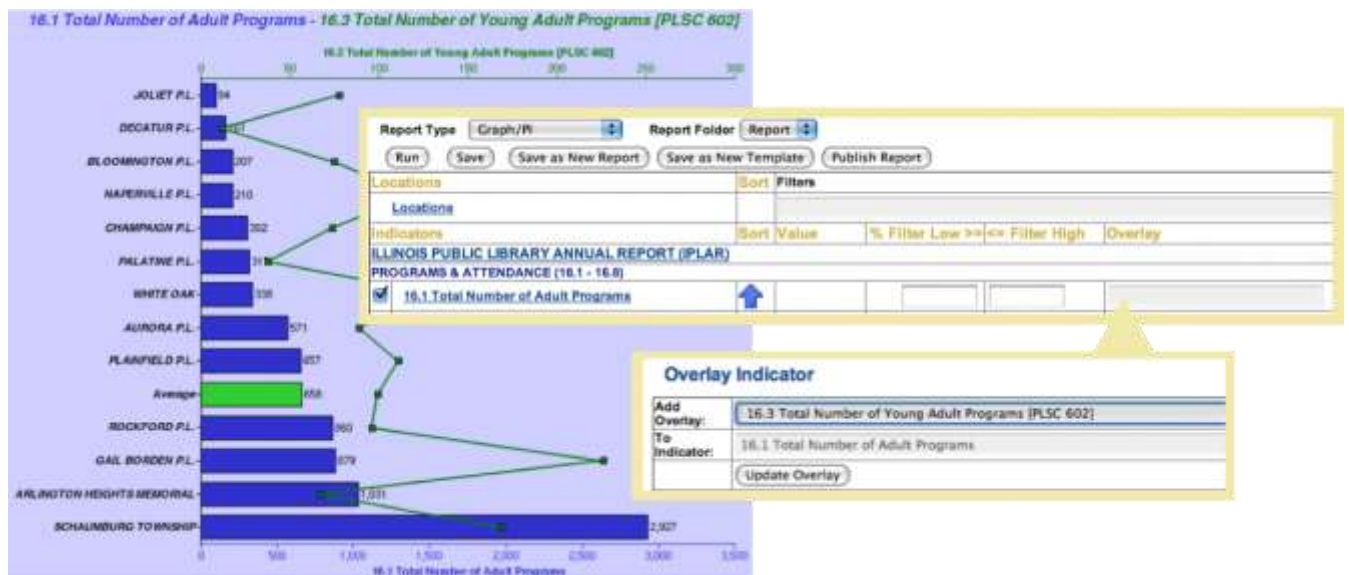 16.1 Total Number of Adult Programs - 16.3 Total Number of Young Adult Programs [PLSC 602]
16.3 Total Number of Young Adult Programs [PLSC 602]
0 50 100 150 200 250 300
JOLIET P.L. 94
DECATUR P.L.
BLOOMINGTON P.L. 207
NAPERVILLE P.L. 210
CHAMPAIGN P.L. 302
PALATINE P.L.
WHITE OAK 338
AURORA P.L. 571
PLAINFIELD P.L. 657
Average 658
ROCKFORD P.L. 860
GAIL BORDEN P.L. 879
ARLINGTON HEIGHTS MEMORIAL 1,031
SCHAUMBURG TOWNSHIP 2,927
0 500 1,000 1,500 2,000 2,500 3,000 3,500
16.1 Total Number of Adult Programs
Report Type Graph/PI Report Folder Report
Run Save Save as New Report Save as New Template Publish Report
Locations Sort Filters
Locations
Indicators Sort Value % Filter Low >= <= Filter High Overlay
ILLINOIS PUBLIC LIBRARY ANNUAL REPORT (IPLAR)
PROGRAMS & ATTENDANCE (16.1 - 16.8)
16.1 Total Number of Adult Programs
Overlay Indicator
Add Overlay: 16.3 Total Number of Young Adult Programs [PLSC 602]
To Indicator: 16.1 Total Number of Adult Programs
Update Overlay